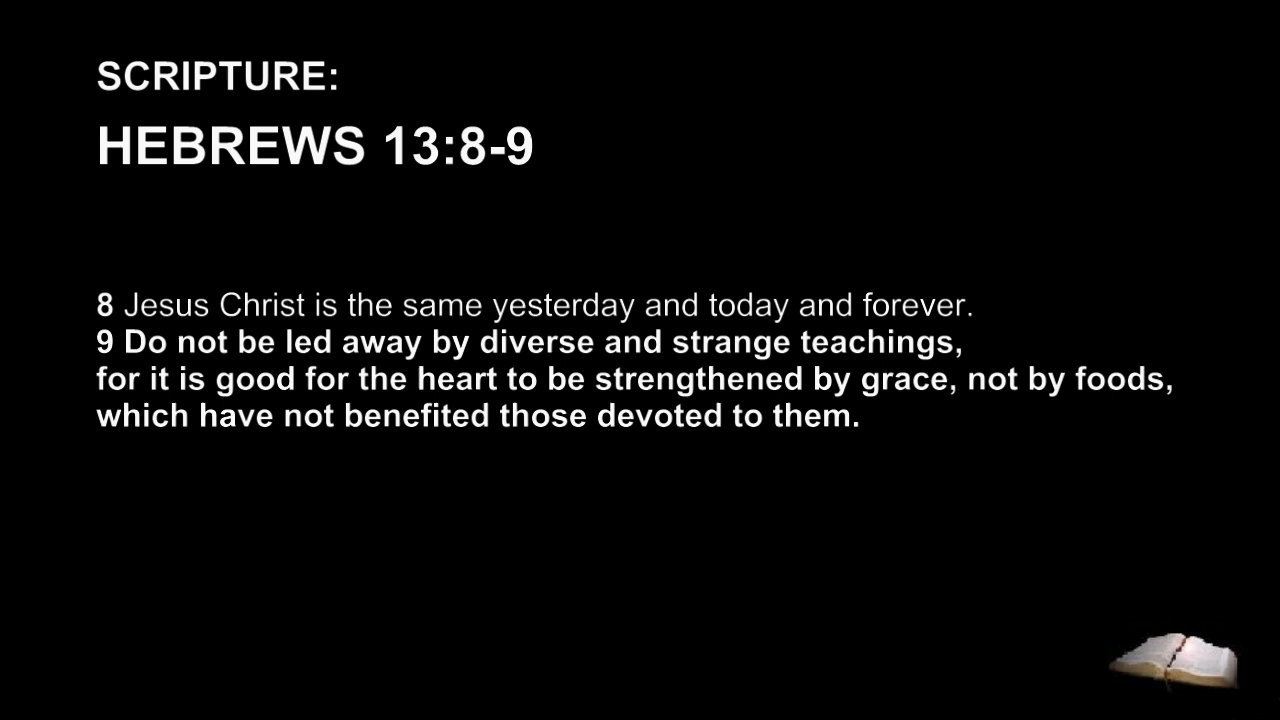 SCRIPTURE:
HEBREWS 13:8-9
8 Jesus Christ is the same yesterday and today and forever.
9 Do not be led away by diverse and strange teachings,
for it is good for the heart to be strengthened by grace, not by foods,
which have not benefited those devoted to them.